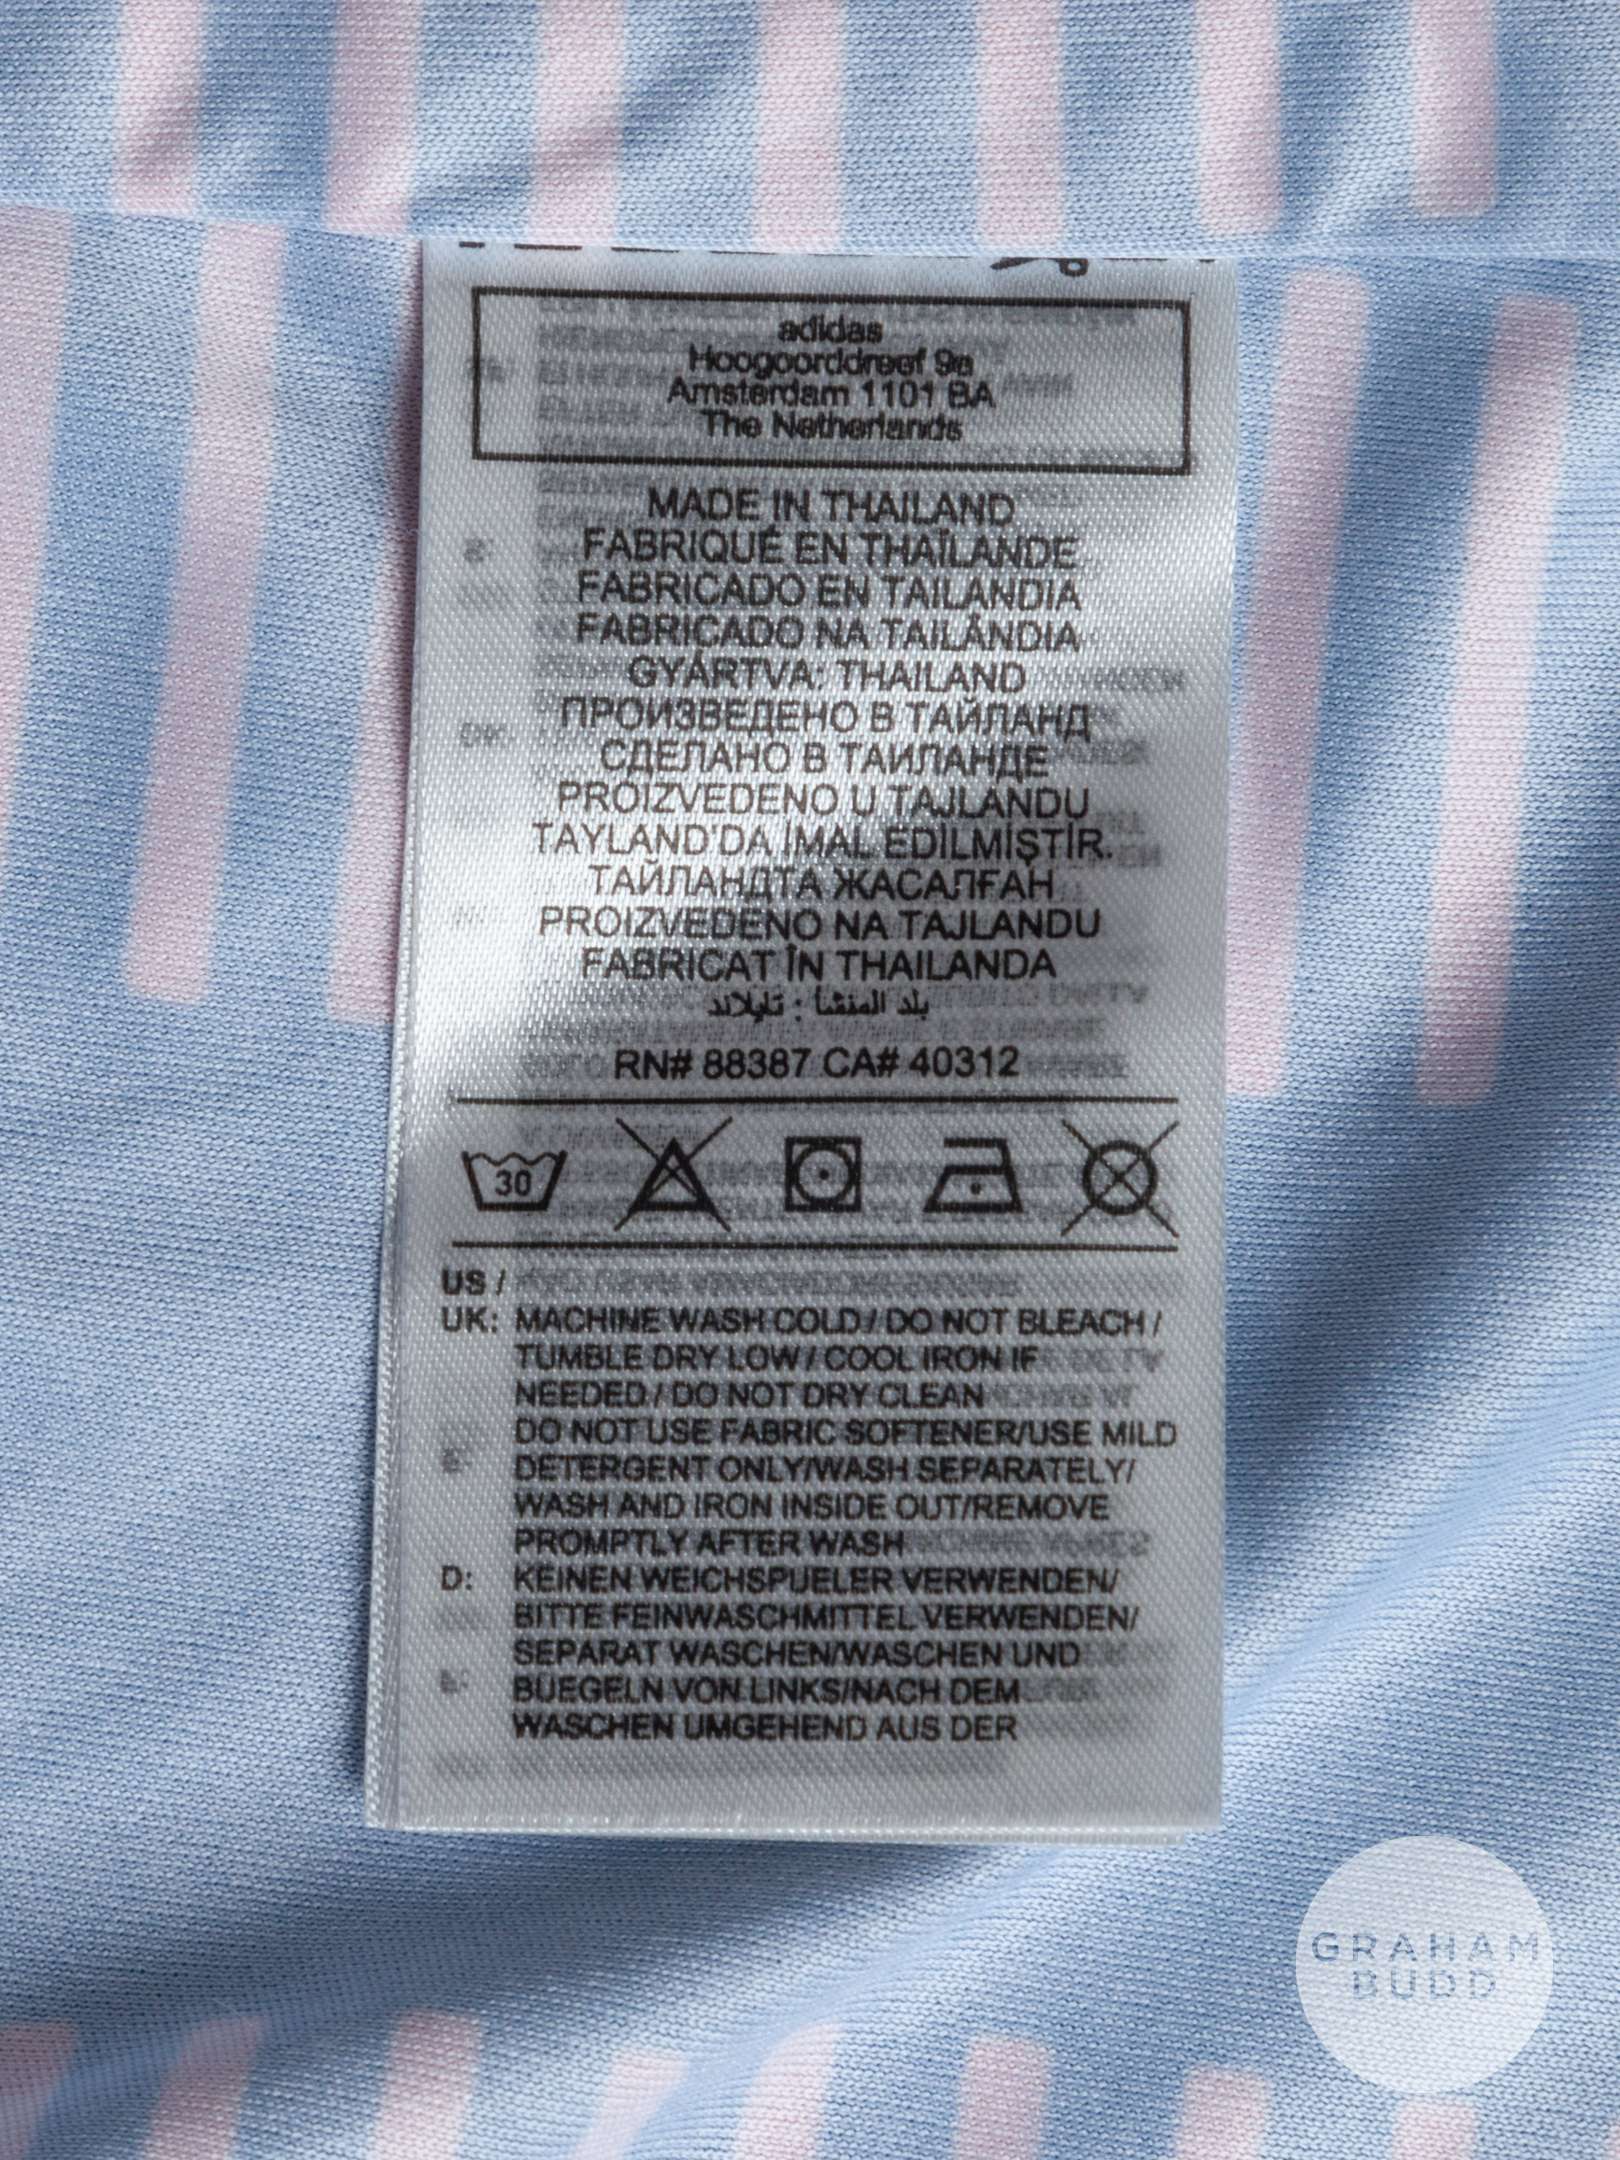 adidas
Hoogoorddreef 9a
Amsterdam 1101 BA
The Netherlands
MADE IN THAILAND
FABRIQUÉ EN THAÏLANDE
FABRICADO EN TAILANDIA
FABRICADO NA TAILÂNDIA
GYÁRTVA: THAILAND
ПРОИЗВЕДЕНО В ТАЙЛАНД
СДЕЛАНО В ТАИЛАНДЕ
PROIZVEDENO U TAJLANDU
TAYLAND'DA İMAL EDİLMİŞTİR.
ТАЙЛАНДТА ЖАСАЛҒАН
PROIZVEDENO NA TAJLANDU
FABRICAT ÎN THAILANDA
بلد المنشأ : تايلاند
RN# 88387 CA# 40312
30
US /
UK: MACHINE WASH COLD / DO NOT BLEACH /
TUMBLE DRY LOW / COOL IRON IF
NEEDED / DO NOT DRY CLEAN
DO NOT USE FABRIC SOFTENER/USE MILD
DETERGENT ONLY/WASH SEPARATELY/
WASH AND IRON INSIDE OUT/REMOVE
PROMPTLY AFTER WASH
D: KEINEN WEICHSPUELER VERWENDEN/
BITTE FEINWASCHMITTEL VERWENDEN/
SEPARAT WASCHEN/WASCHEN UND
BUEGELN VON LINKS/NACH DEM
WASCHEN UMGEHEND AUS DER
GRAHAM
BUDD